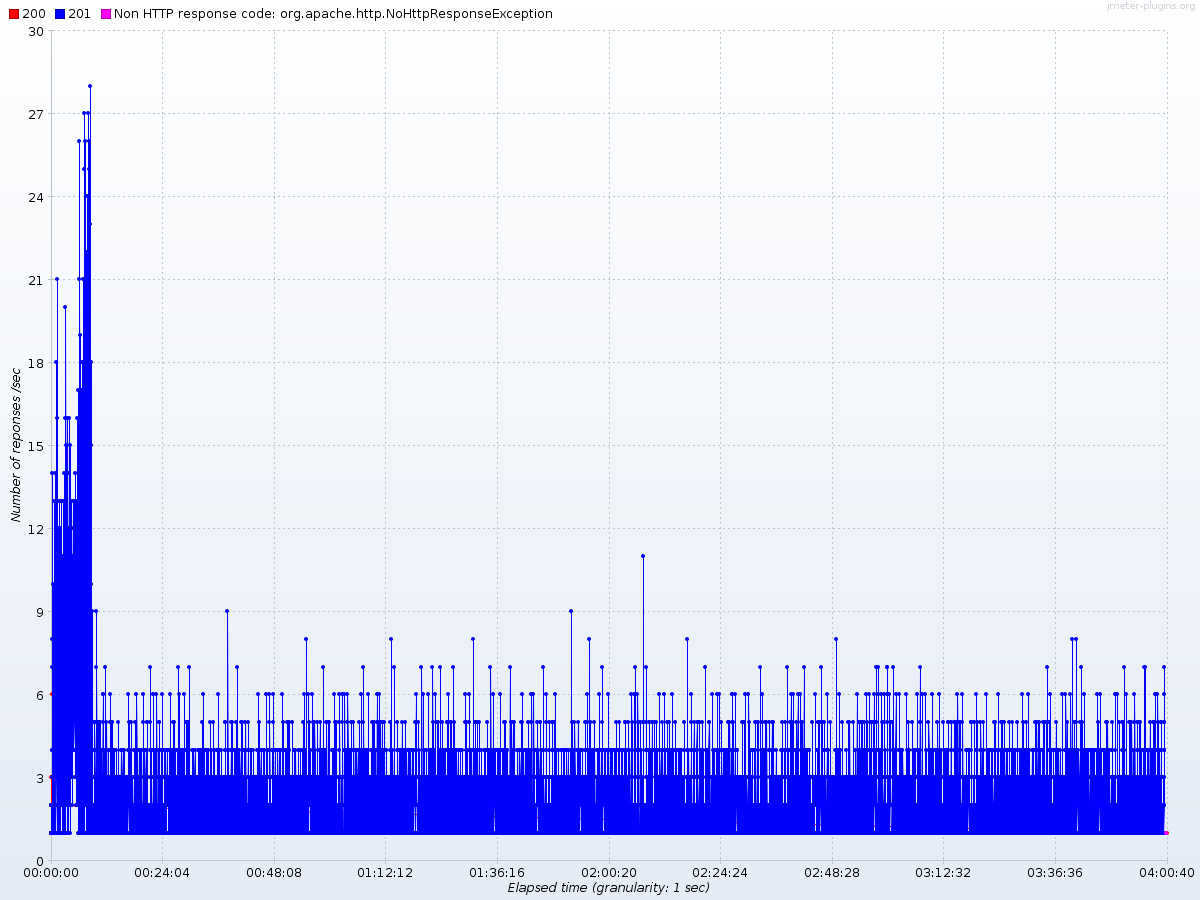 200 201 Non HTTP response code: org.apache.http.NoHttpResponseException
jmeter-plugins.org
30
27
24
21
18
15
12
9
6
3
0
Number of reponses /sec
00:00:00 00:24:04 00:48:08 01:12:12 01:36:16 02:00:20 02:24:24 02:48:28 03:12:32 03:36:36 04:00:40
Elapsed time (granularity: 1 sec)